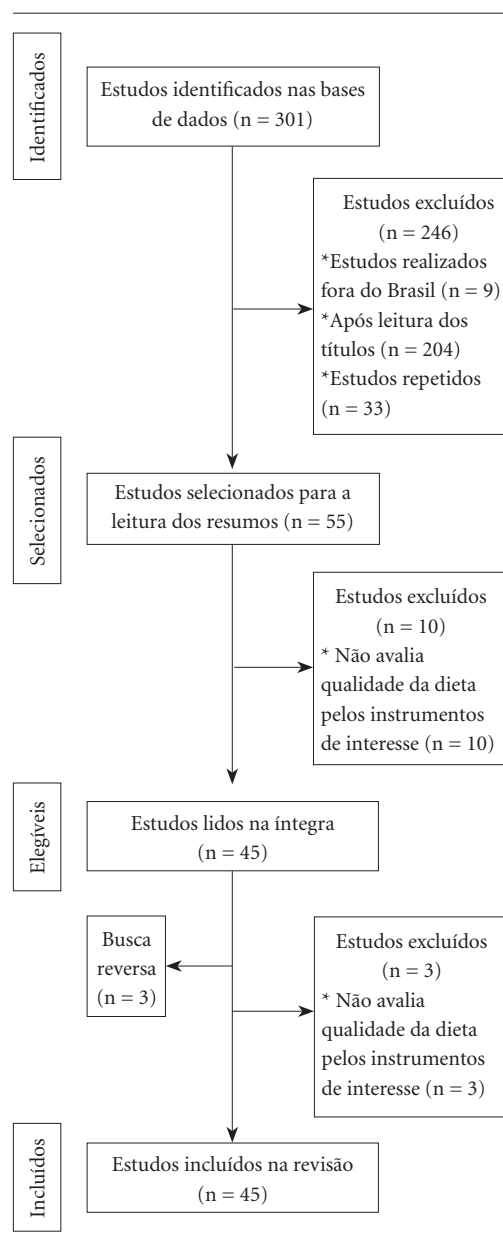 Identificados
Estudos identificados nas bases
de dados (n = 301)
Estudos excluídos
(n = 246)
*Estudos realizados
fora do Brasil (n = 9)
*Após leitura dos
títulos (n = 204)
*Estudos repetidos
(n = 33)
Selecionados
Estudos selecionados para a
leitura dos resumos (n = 55)
Estudos excluídos
(n = 10)
* Não avalia
qualidade da dieta
pelos instrumentos
de interesse (n = 10)
Elegíveis
Estudos lidos na íntegra
(n = 45)
Busca
reversa
(n = 3)
Estudos excluídos
(n = 3)
* Não avalia
qualidade da dieta
pelos instrumentos
de interesse (n = 3)
Incluídos
Estudos incluídos na revisão
(n = 45)